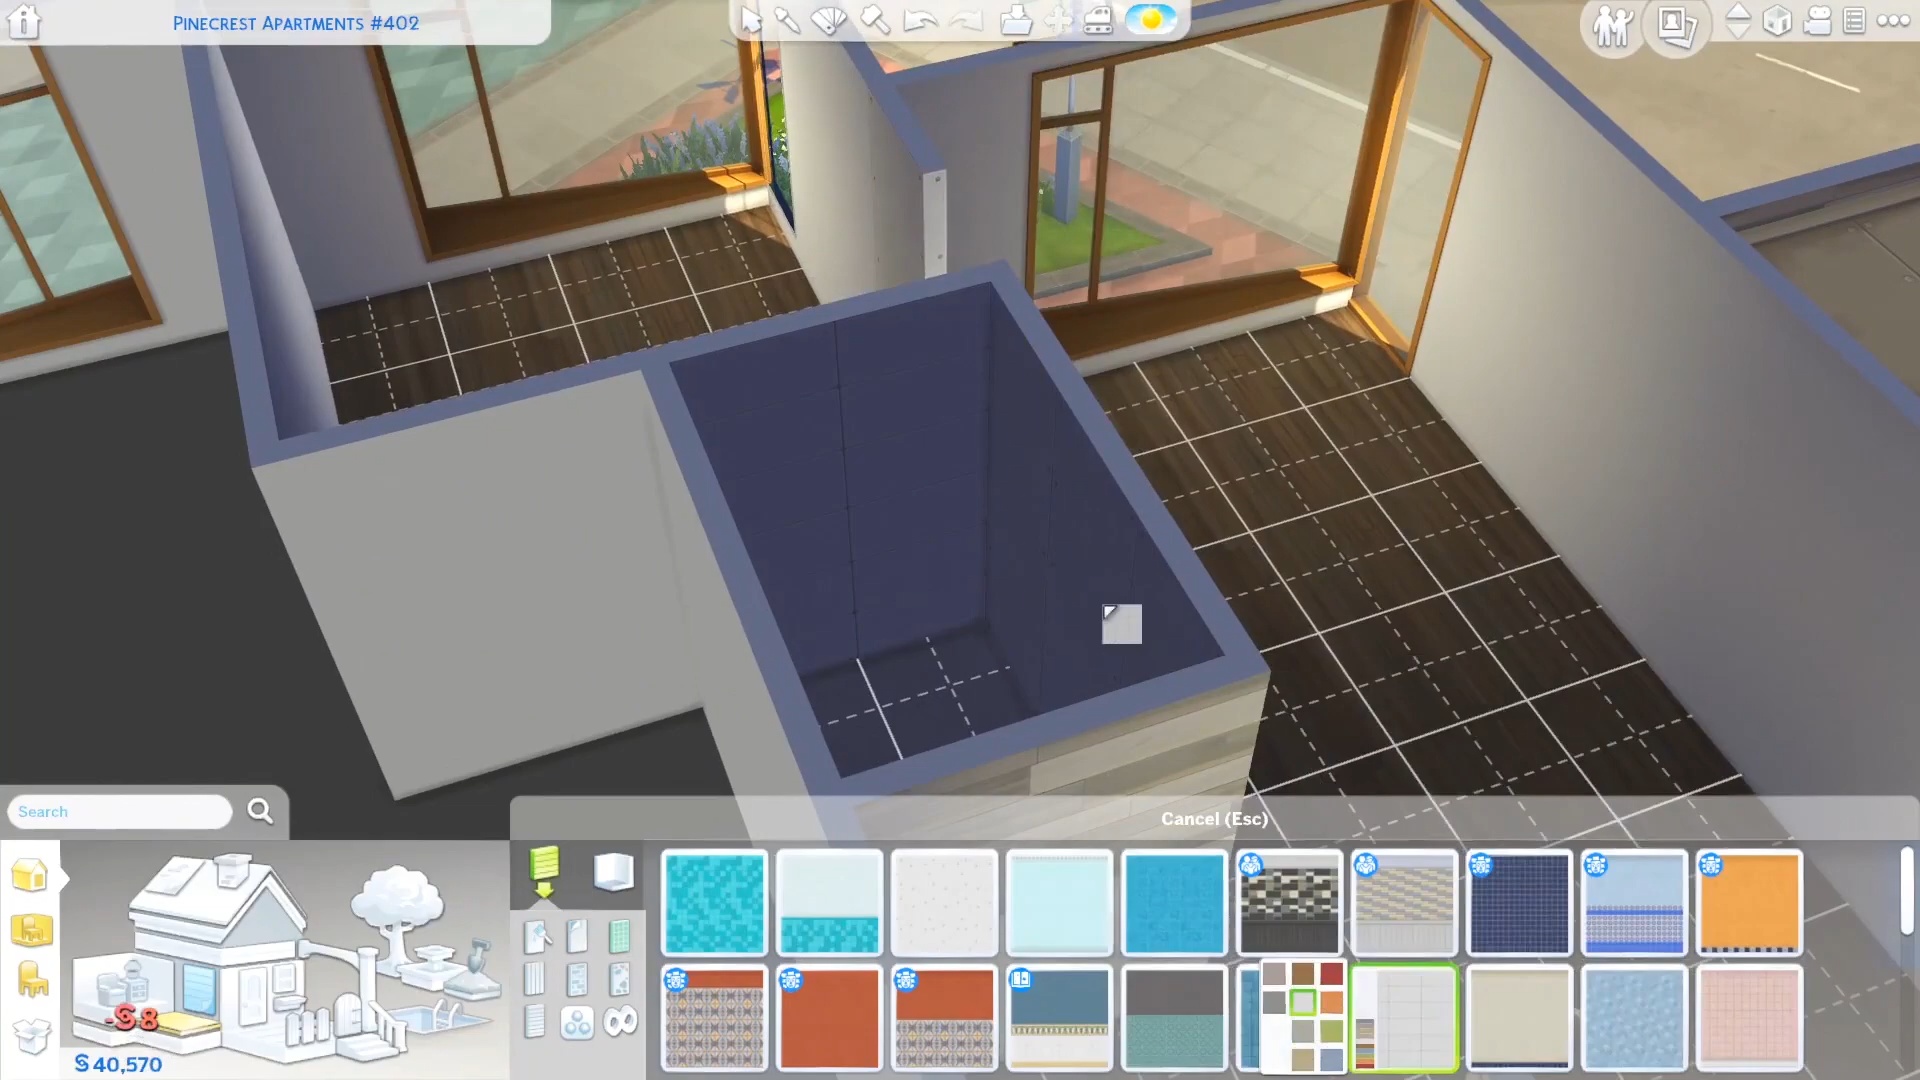 PINECREST APARTMENTS #402
Search
Cancel (Esc)
-§8
§40,570